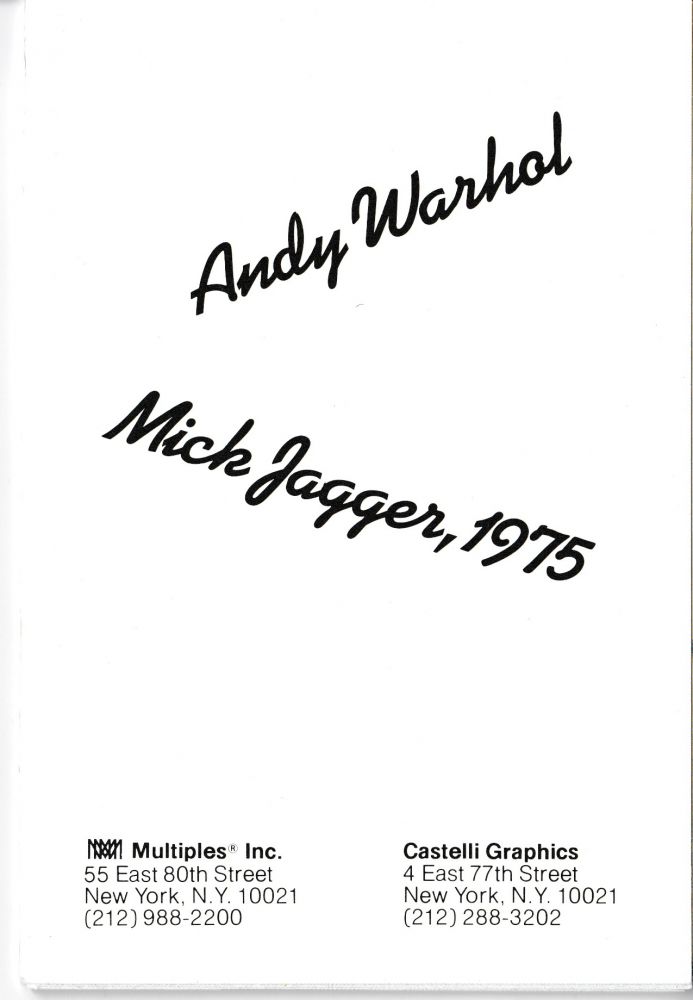 Andy Warhol
Mick Jagger, 1975
Multiples® Inc.
55 East 80th Street
New York, N.Y. 10021
(212) 988-2200
Castelli Graphics
4 East 77th Street
New York, N.Y. 10021
(212) 288-3202